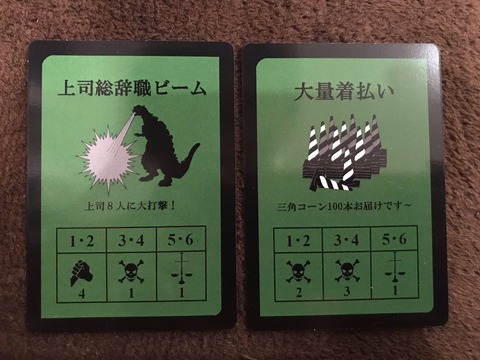 上司総辞職ビーム
上司８人に大打撃！
1・2 3・4 5・6
4 1 1
大量着払い
三角コーン100本お届けです～
1・2 3・4 5・6
2 3 1